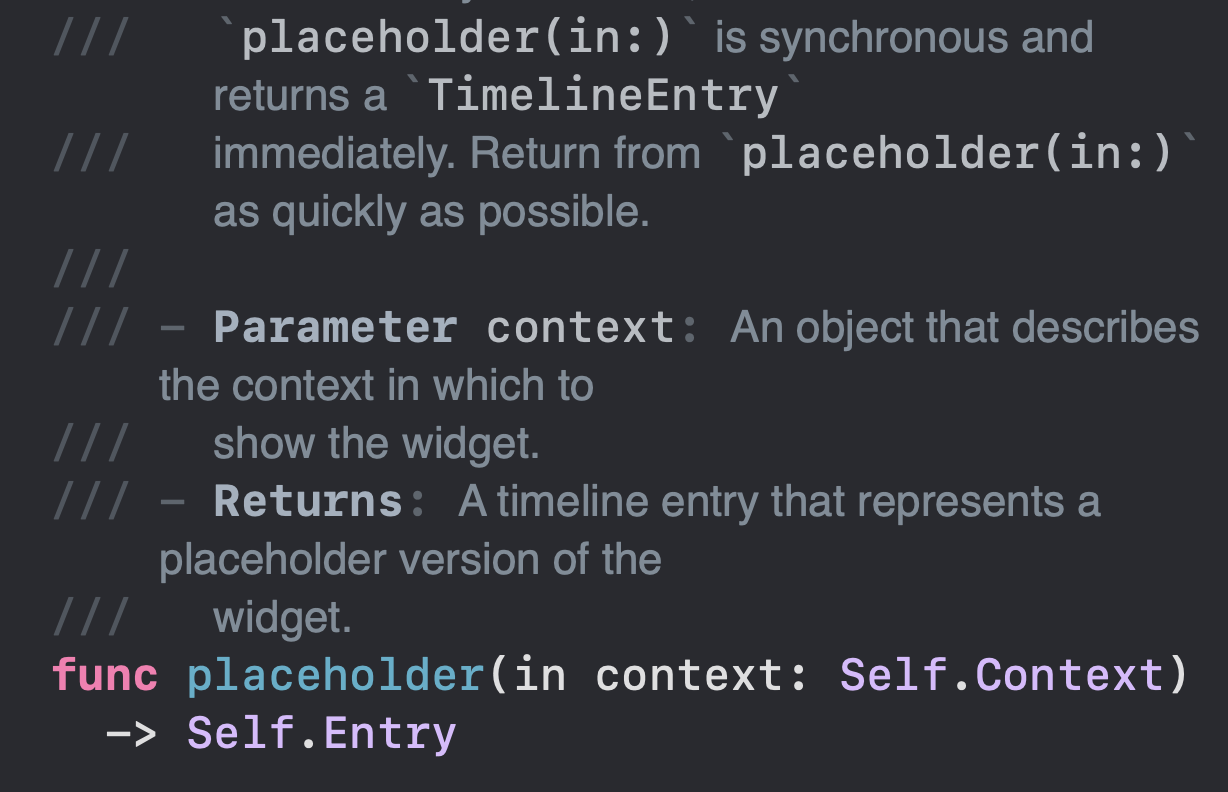 ///   `placeholder(in:)` is synchronous and
returns a `TimelineEntry`
///   immediately. Return from `placeholder(in:)`
as quickly as possible.
///
/// - Parameter context: An object that describes
the context in which to
///   show the widget.
/// - Returns: A timeline entry that represents a
placeholder version of the
///   widget.
func placeholder(in context: Self.Context)
-> Self.Entry